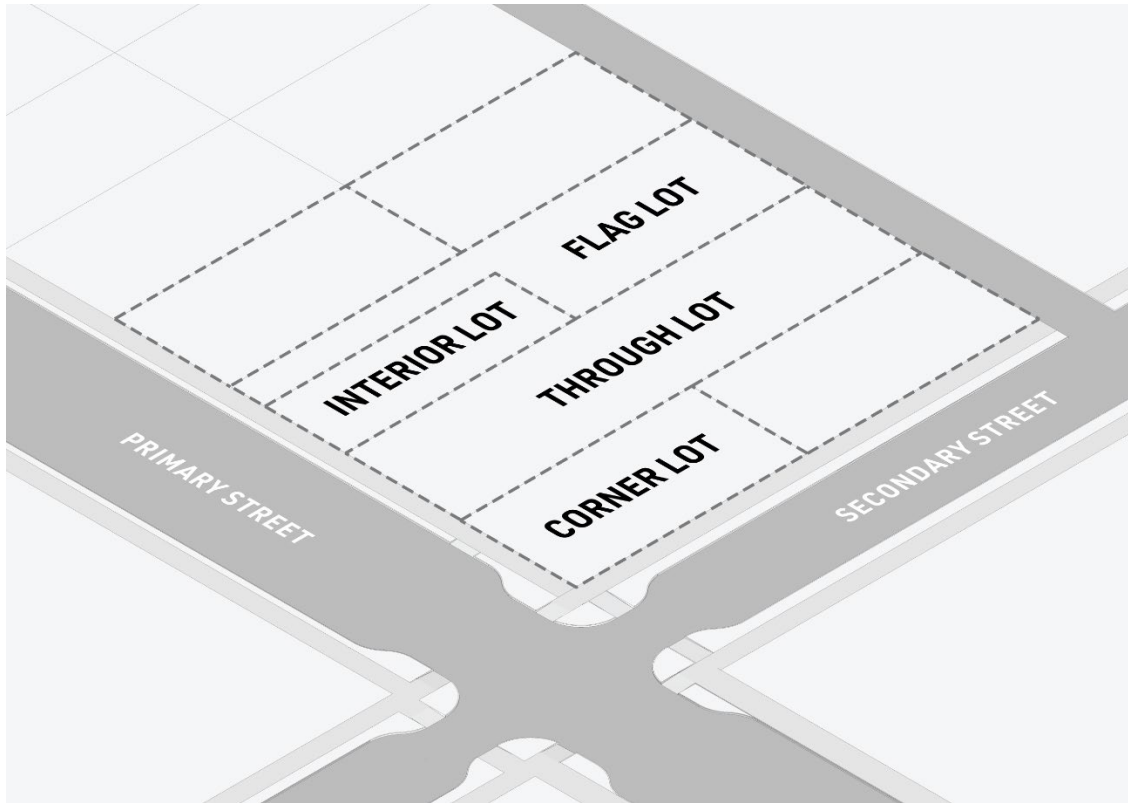 FLAG LOT
INTERIOR LOT
THROUGH LOT
CORNER LOT
PRIMARY STREET
SECONDARY STREET